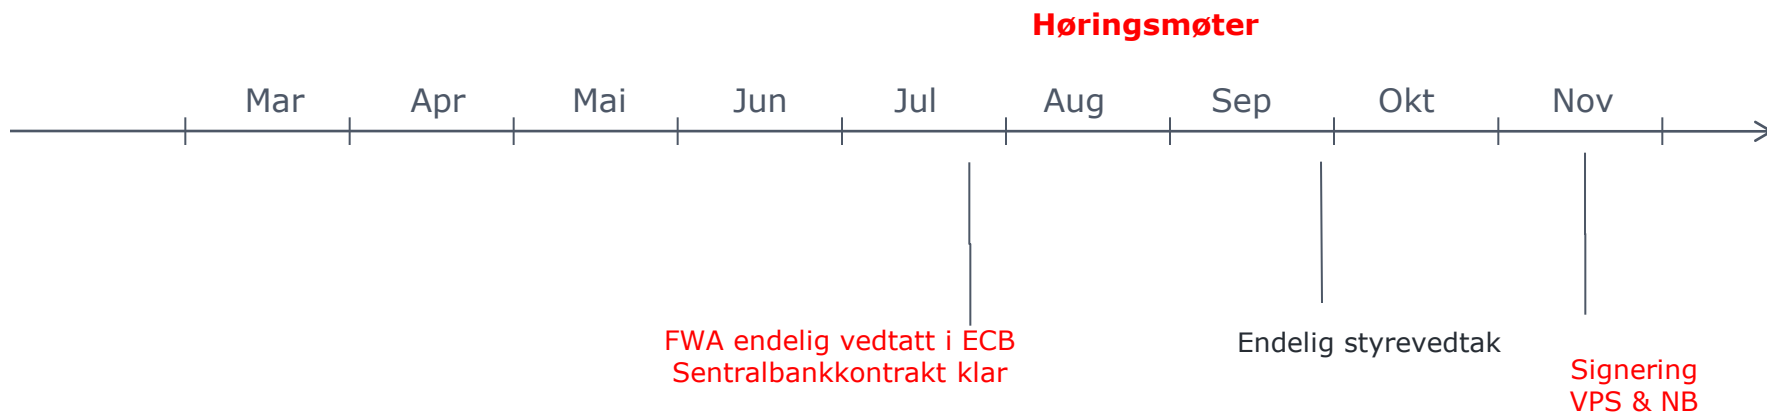 Høringsmøter
Mar Apr Mai Jun Jul Aug Sep Okt Nov
FWA endelig vedtatt i ECB
Sentralbankkontrakt klar
Endelig styrevedtak
Signering
VPS & NB